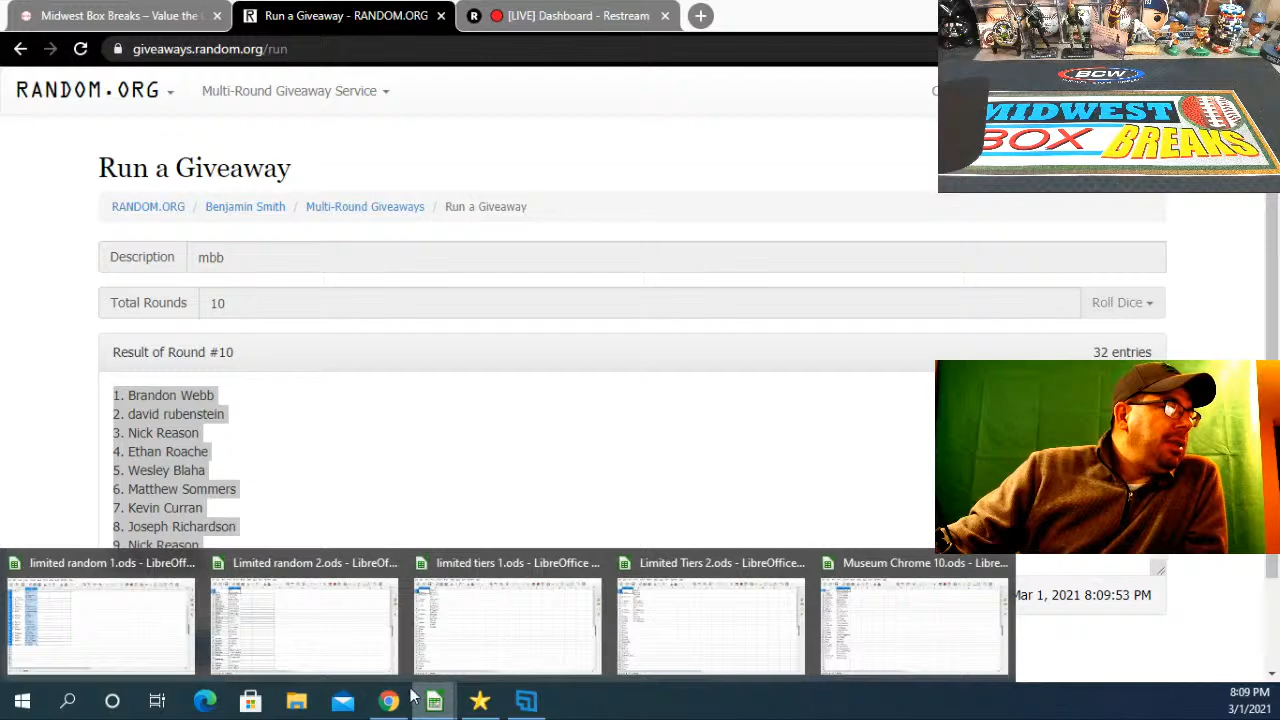 Midwest Box Breaks – Value the
Run a Giveaway - RANDOM.ORG
[LIVE] Dashboard - Restream
giveaways.random.org/run
RANDOM.ORG
Multi-Round Giveaway Service
BCW
MIDWEST
BOX BREAKS
Run a Giveaway
RANDOM.ORG / Benjamin Smith / Multi-Round Giveaways / Run a Giveaway
Description mbb
Total Rounds 10 Roll Dice
Result of Round #10 32 entries
1. Brandon Webb
2. david rubenstein
3. Nick Reason
4. Ethan Roache
5. Wesley Blaha
6. Matthew Sommers
7. Kevin Curran
8. Joseph Richardson
9. Nick Reason
limited random 1.ods - LibreOff...
Limited random 2.ods - LibreOf...
limited tiers 1.ods - LibreOffice ...
Limited Tiers 2.ods - LibreOffice...
Museum Chrome 10.ods - Libre...
Mar 1, 2021 8:09:53 PM
8:09 PM
3/1/2021